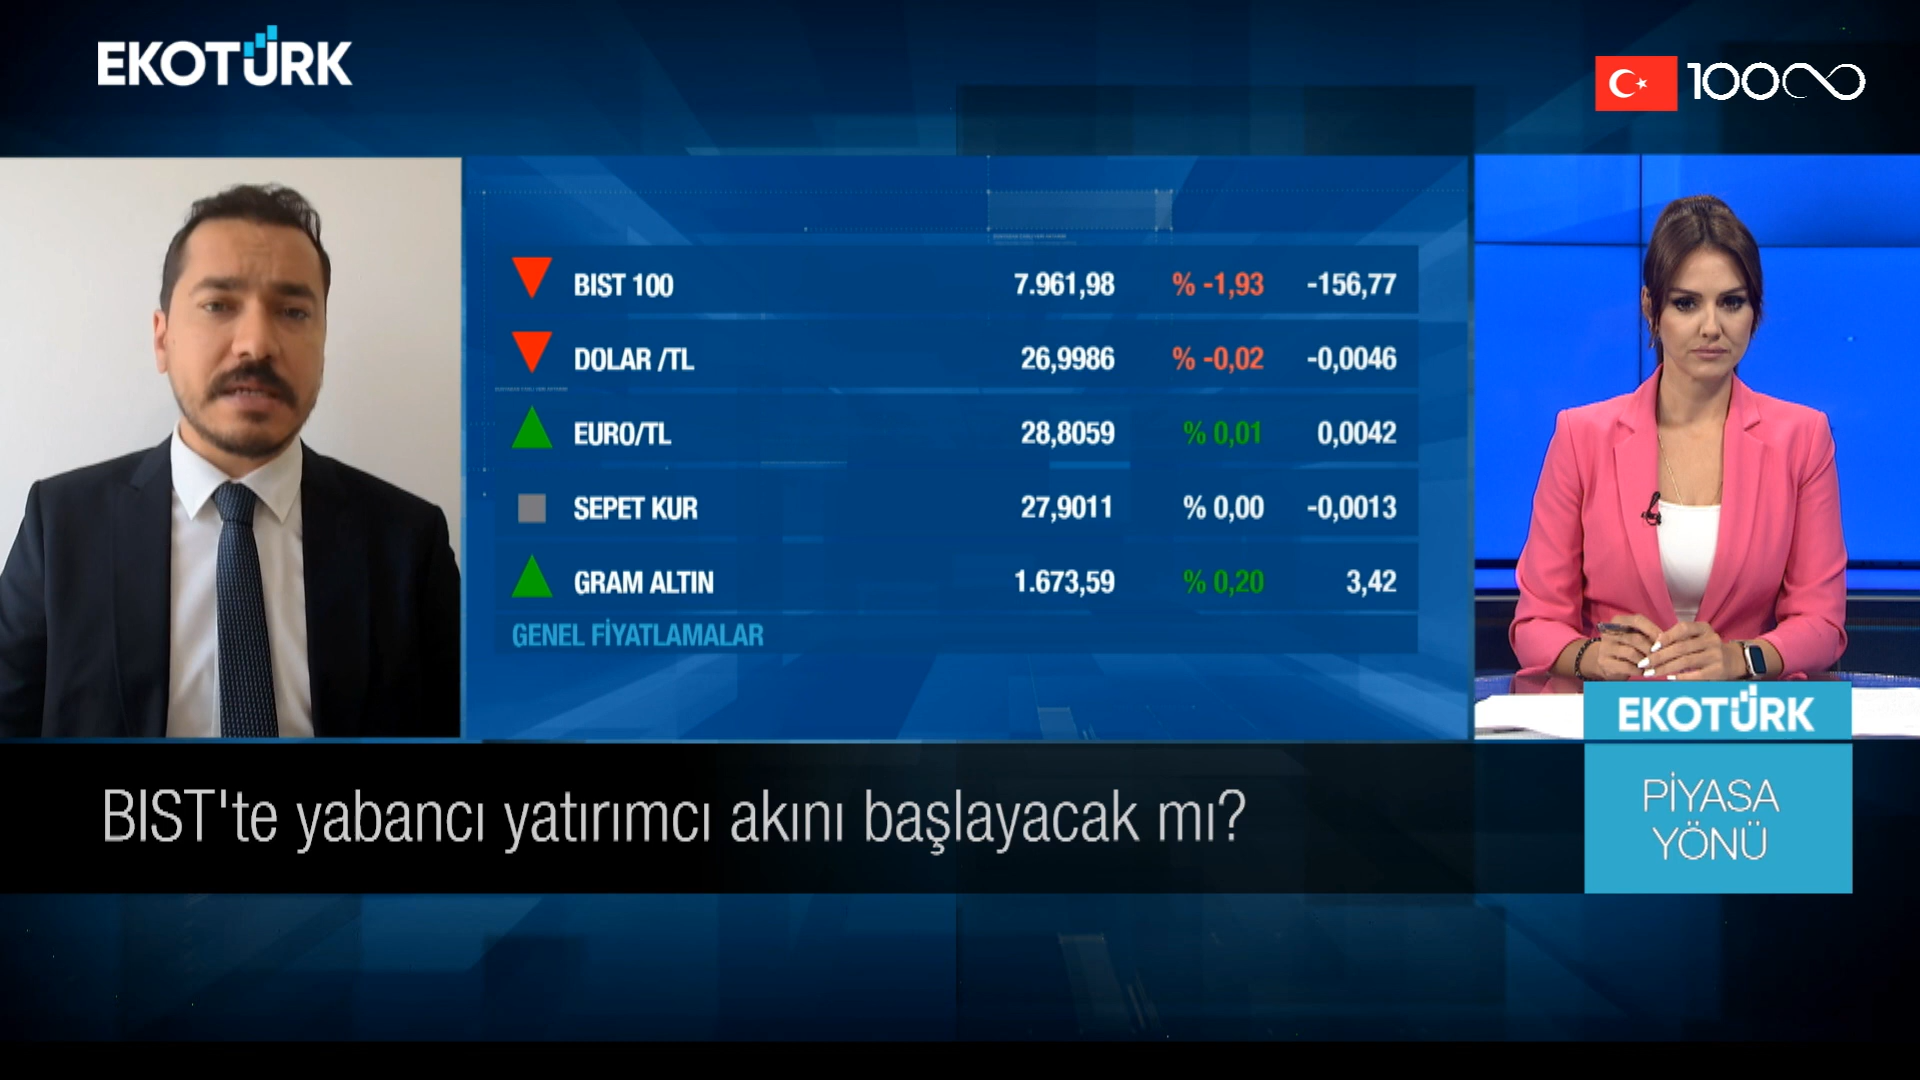 EKOTÜRK
100
BIST 100 7.961,98 % -1,93 -156,77
DOLAR /TL 26,9986 % -0,02 -0,0046
EURO/TL 28,8059 % 0,01 0,0042
SEPET KUR 27,9011 % 0,00 -0,0013
GRAM ALTIN 1.673,59 % 0,20 3,42
GENEL FİYATLAMALAR
EKOTÜRK
BIST'te yabancı yatırımcı akını başlayacak mı?
PİYASA
YÖNÜ